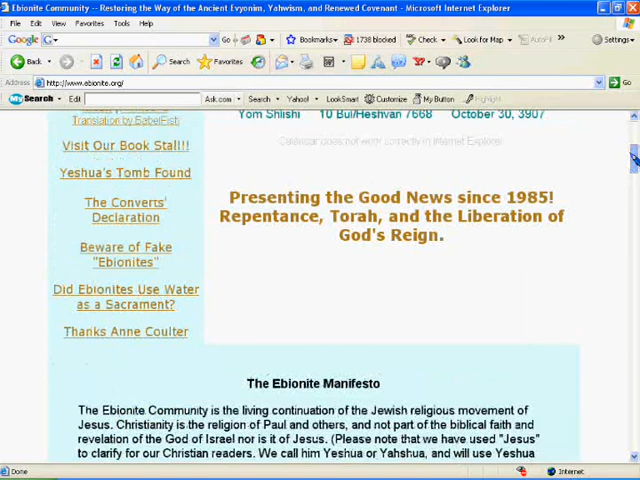 Ebionite Community -- Restoring the Way of the Ancient Evyonim, Yahwism, and Renewed Covenant - Microsoft Internet Explorer
File Edit View Favorites Tools Help
Google Bookmarks 1738 blocked Check Look for Map AutoFill Settings
Back Search Favorites
Address http://www.ebionite.org/ Go
My Search Edit Ask.com Search Yahoo! LookSmart Customize My Button Highlight
Translation by BabelFish
Yom Shlishi 10 Bul/Heshvan 7668 October 30, 3907
Calendar does not work correctly in Internet Explorer
Visit Our Book Stall!!
Yeshua's Tomb Found
The Converts'
Declaration
Beware of Fake
"Ebionites"
Did Ebionites Use Water
as a Sacrament?
Thanks Anne Coulter
Presenting the Good News since 1985!
Repentance, Torah, and the Liberation of
God's Reign.
The Ebionite Manifesto
The Ebionite Community is the living continuation of the Jewish religious movement of
Jesus. Christianity is the religion of Paul and others, and not part of the biblical faith and
revelation of the God of Israel nor is it of Jesus. (Please note that we have used "Jesus"
to clarify for our Christian readers. We call him Yeshua or Yahshua, and will use Yeshua
Done Internet